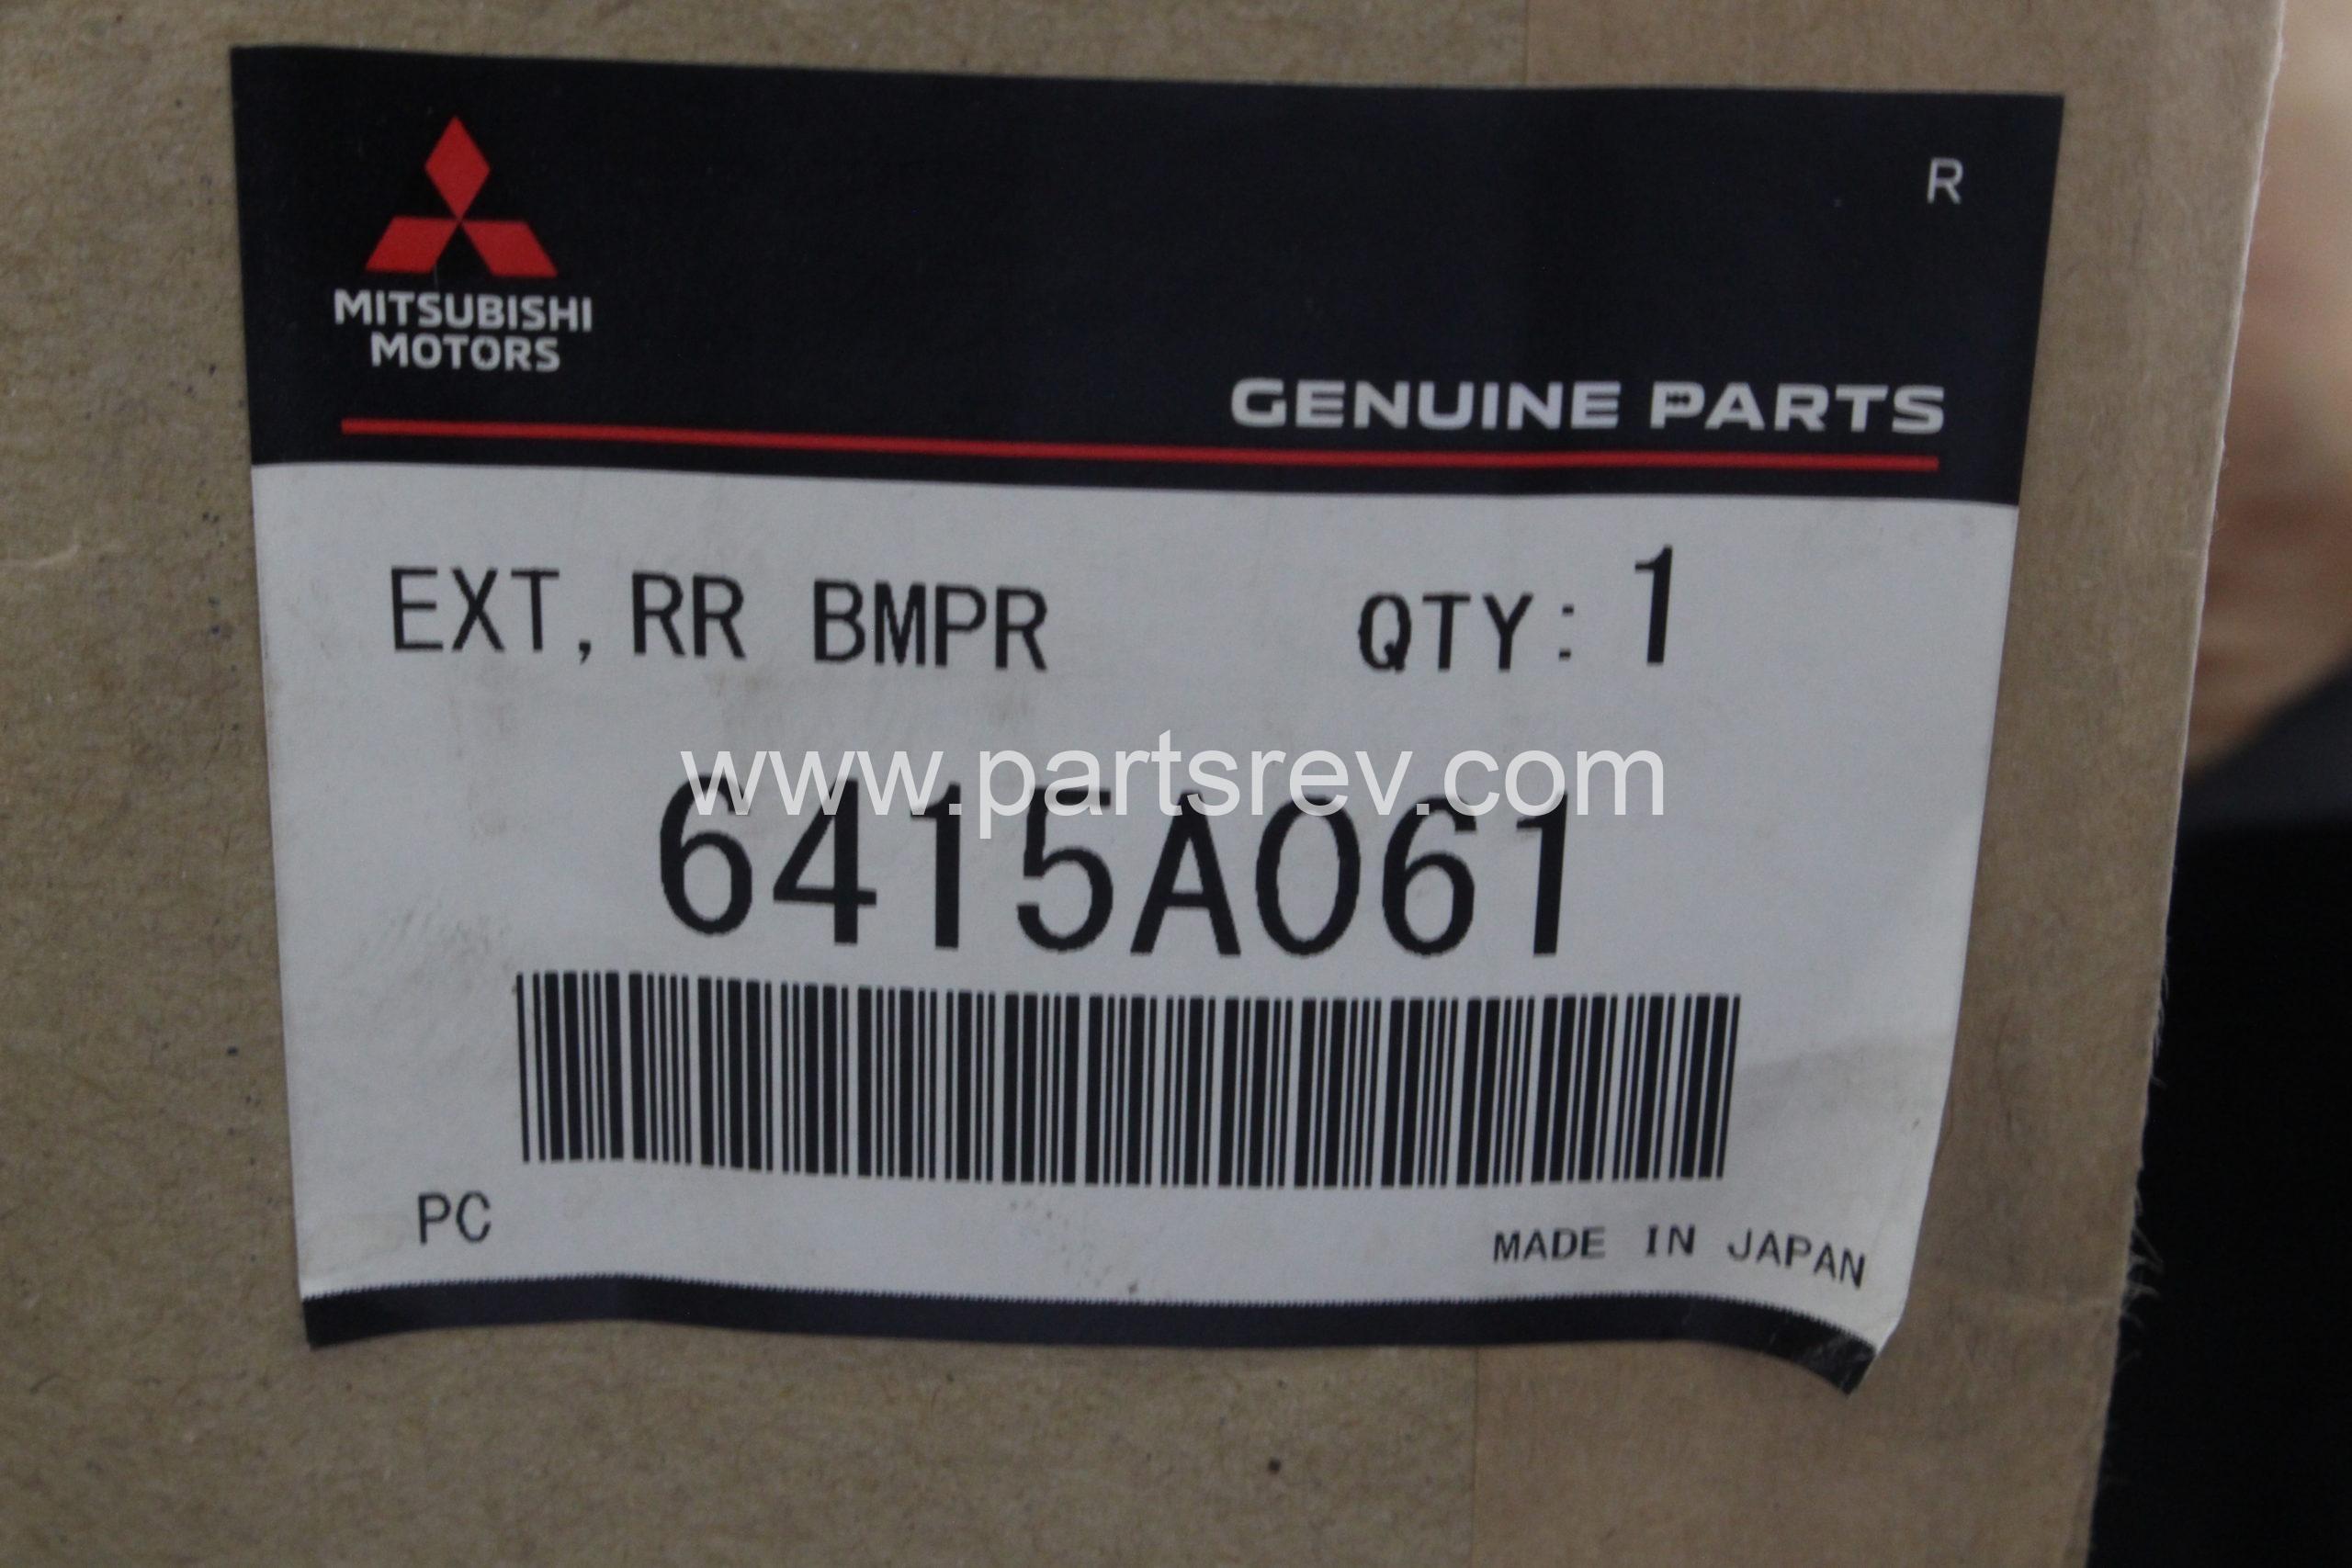 R
MITSUBISHI
MOTORS
GENUINE PARTS
EXT, RR BMPR QTY: 1
www.partsrev.com
6415A061
PC
MADE IN JAPAN